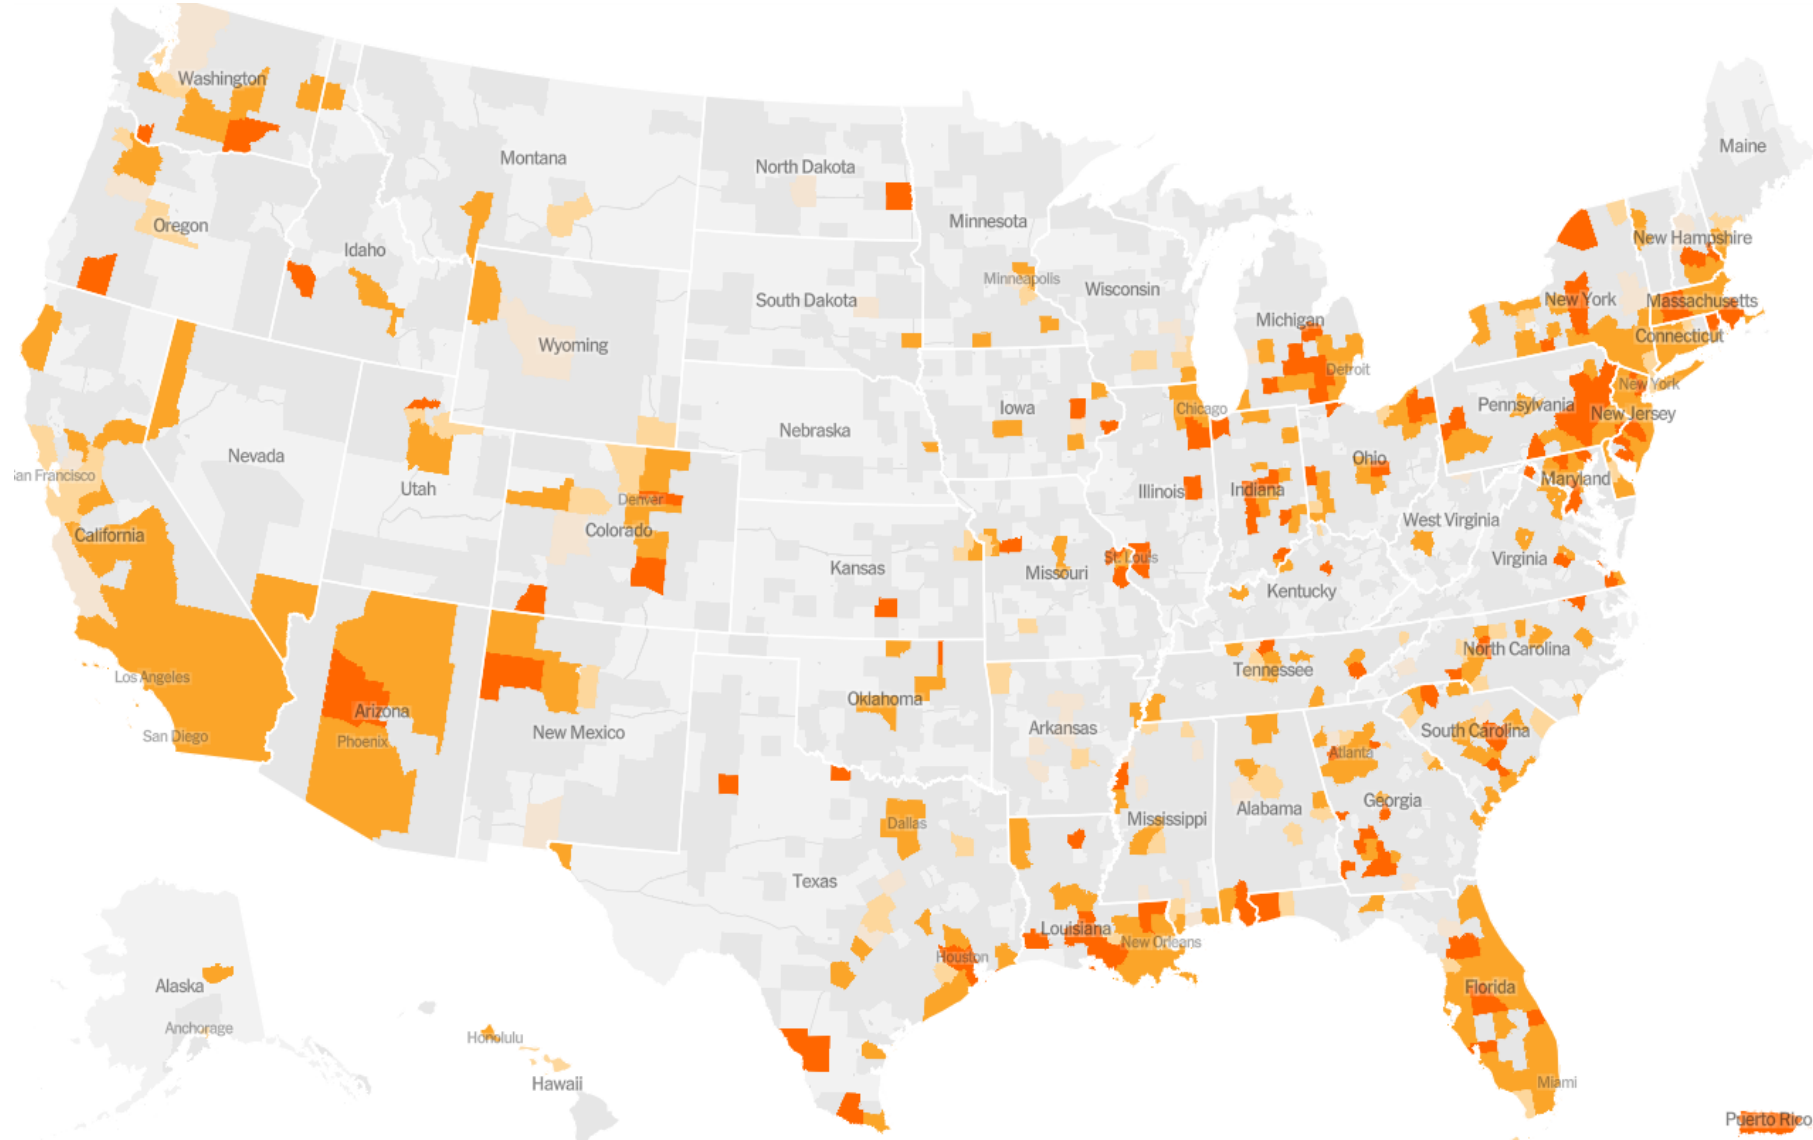 Washington
Maine
Montana
North Dakota
Minnesota
Oregon
Idaho
New Hampshire
Minneapolis
Wisconsin
South Dakota
New York
Massachusetts
Michigan
Wyoming
Connecticut
Detroit
New York
Iowa
Chicago
Pennsylvania
New Jersey
Nebraska
Nevada
Ohio
an Francisco
Utah
Denver
Illinois
Indiana
Maryland
Colorado
West Virginia
California
Kansas
St. Louis
Missouri
Virginia
Kentucky
North Carolina
Tennessee
Los Angeles
Oklahoma
Arizona
New Mexico
Arkansas
South Carolina
San Diego
Phoenix
Atlanta
Georgia
Alabama
Mississippi
Dallas
Texas
Louisiana
New Orleans
Houston
Alaska
Florida
Anchorage
Honolulu
Hawaii
Miami
Puerto Rico